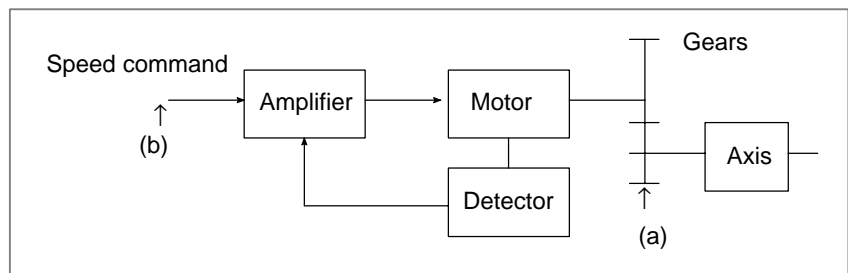 Gears
Speed command
Amplifier
Motor
(b)
Axis
Detector
(a)